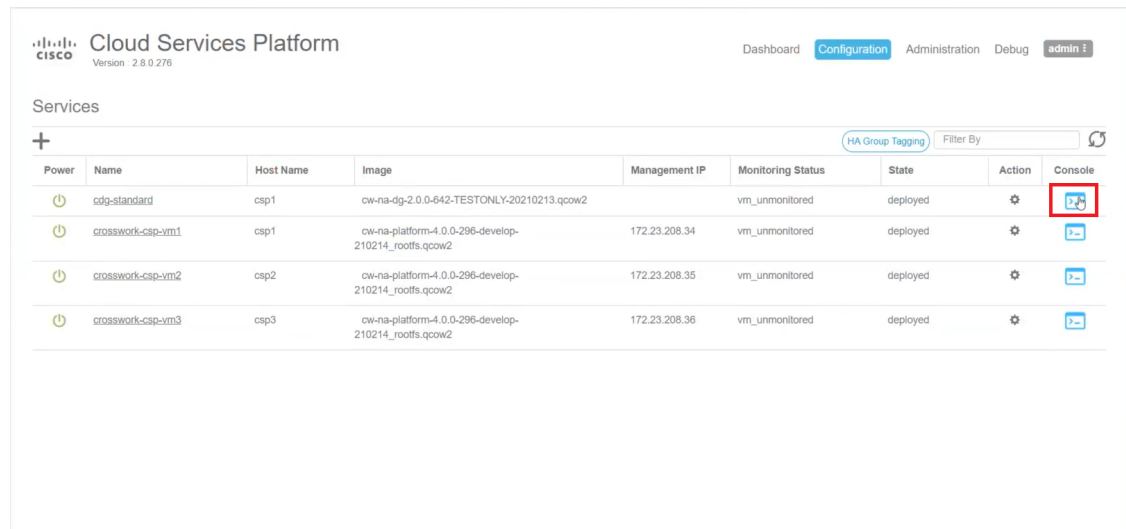 CISCO
Cloud Services Platform
Version 2.8.0.276
Dashboard Configuration Administration Debug admin
Services
HA Group Tagging Filter By
Power Name Host Name Image Management IP Monitoring Status State Action Console
cdg-standard csp1 cw-na-dg-2.0.0-642-TESTONLY-20210213.qcow2 vm_unmonitored deployed
crosswork-csp-vm1 csp1 cw-na-platform-4.0.0-296-develop- 172.23.208.34 vm_unmonitored deployed
210214_rootfs.qcow2
crosswork-csp-vm2 csp2 cw-na-platform-4.0.0-296-develop- 172.23.208.35 vm_unmonitored deployed
210214_rootfs.qcow2
crosswork-csp-vm3 csp3 cw-na-platform-4.0.0-296-develop- 172.23.208.36 vm_unmonitored deployed
210214_rootfs.qcow2